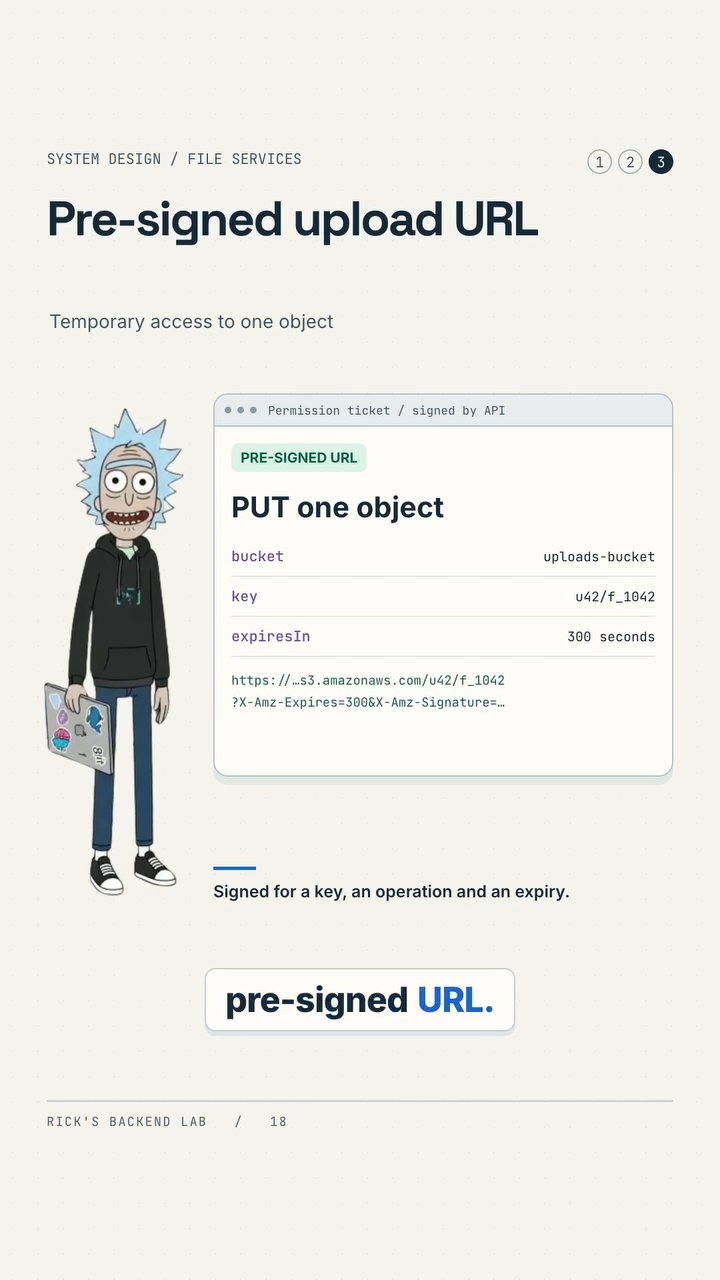 SYSTEM DESIGN / FILE SERVICES
1 2 3
Pre-signed upload URL
Temporary access to one object
Permission ticket / signed by API
PRE-SIGNED URL
PUT one object
bucket uploads-bucket
key u42/f_1042
expiresIn 300 seconds
https://…s3.amazonaws.com/u42/f_1042
?X-Amz-Expires=300&X-Amz-Signature=…
Signed for a key, an operation and an expiry.
pre-signed URL.
RICK'S BACKEND LAB / 18